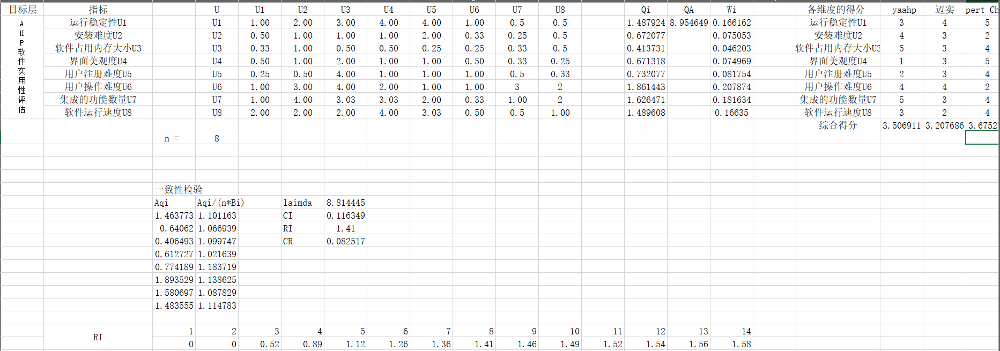 目标层 指标 U U1 U2 U3 U4 U5 U6 U7 U8 Qi QA Wi 各维度的得分 yaahp 迈实 pert Ch
AHP软件实用性评估
运行稳定性U1 U1 1.00 2.00 3.00 4.00 4.00 1.00 0.5 0.5 1.487924 8.954649 0.166162 运行稳定性U1 3 4 5
安装难度U2 U2 0.50 1.00 1.00 1.00 2.00 0.33 0.25 0.5 0.672077 0.075053 安装难度U2 4 3 2
软件占用内存大小U3 U3 0.33 1.00 0.50 0.50 0.25 0.25 0.33 0.5 0.413731 0.046203 软件占用内存大小U3 5 3 4
界面美观度U4 U4 0.50 1.00 2.00 1.00 1.00 0.50 0.33 0.25 0.671318 0.074969 界面美观度U4 1 3 5
用户注册难度U5 U5 0.25 0.50 4.00 1.00 1.00 1.00 0.5 0.33 0.732077 0.081754 用户注册难度U5 2 3 4
用户操作难度U6 U6 1.00 3.00 4.00 2.00 1.00 1.00 3 2 1.861443 0.207874 用户操作难度U6 4 4 2
集成的功能数量U7 U7 1.00 4.00 3.03 3.03 2.00 0.33 1.00 2 1.626471 0.181634 集成的功能数量U7 5 3 4
软件运行速度U8 U8 2.00 2.00 2.00 4.00 3.03 0.50 0.5 1.00 1.489608 0.16635 软件运行速度U8 3 2 4
综合得分 3.506911 3.207686 3.6752
n = 8
一致性检验
Aqi Aqi/(n*Bi) laimda 8.814445
1.463773 1.101163 CI 0.116349
0.64062 1.066939 RI 1.41
0.406493 1.099747 CR 0.082517
0.612727 1.021639
0.774189 1.183719
1.893529 1.138625
1.580697 1.087829
1.483555 1.114783
RI 1 2 3 4 5 6 7 8 9 10 11 12 13 14
0 0 0.52 0.89 1.12 1.26 1.36 1.41 1.46 1.49 1.52 1.54 1.56 1.58